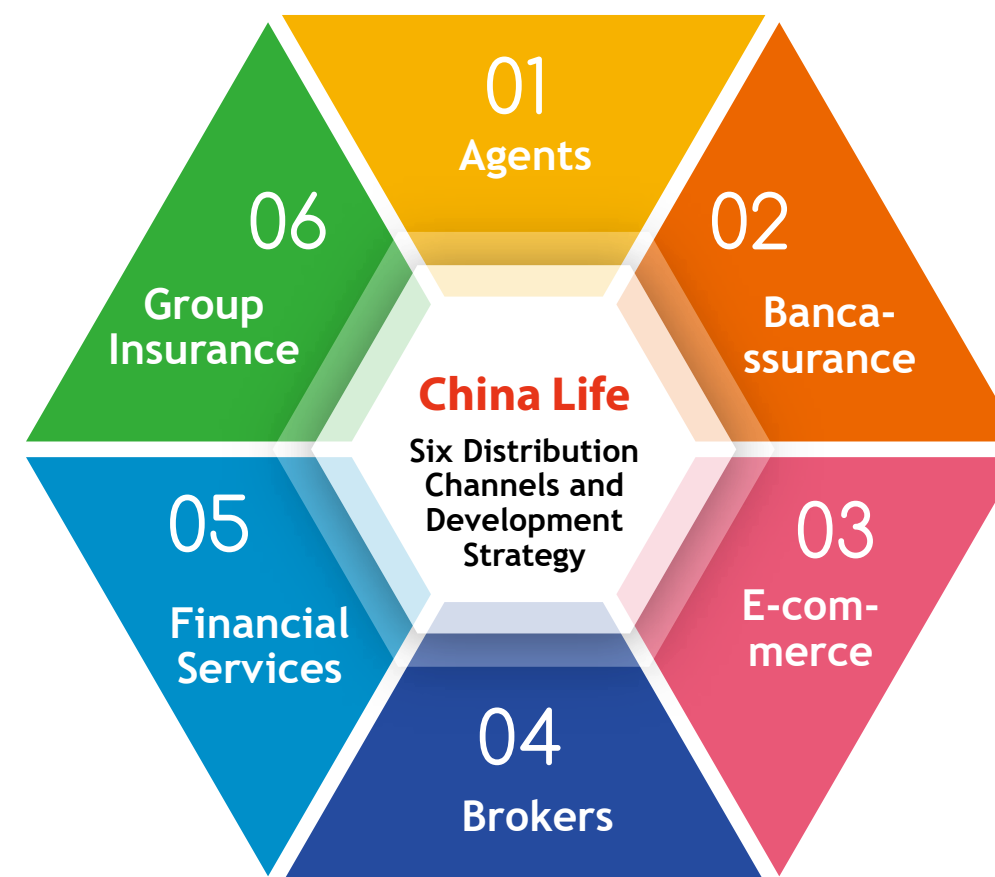 China Life
Six Distribution
Channels and
Development
Strategy
01
Agents
02
Banca-
ssurance
03
E-com-
merce
04
Brokers
05
Financial
Services
06
Group
Insurance